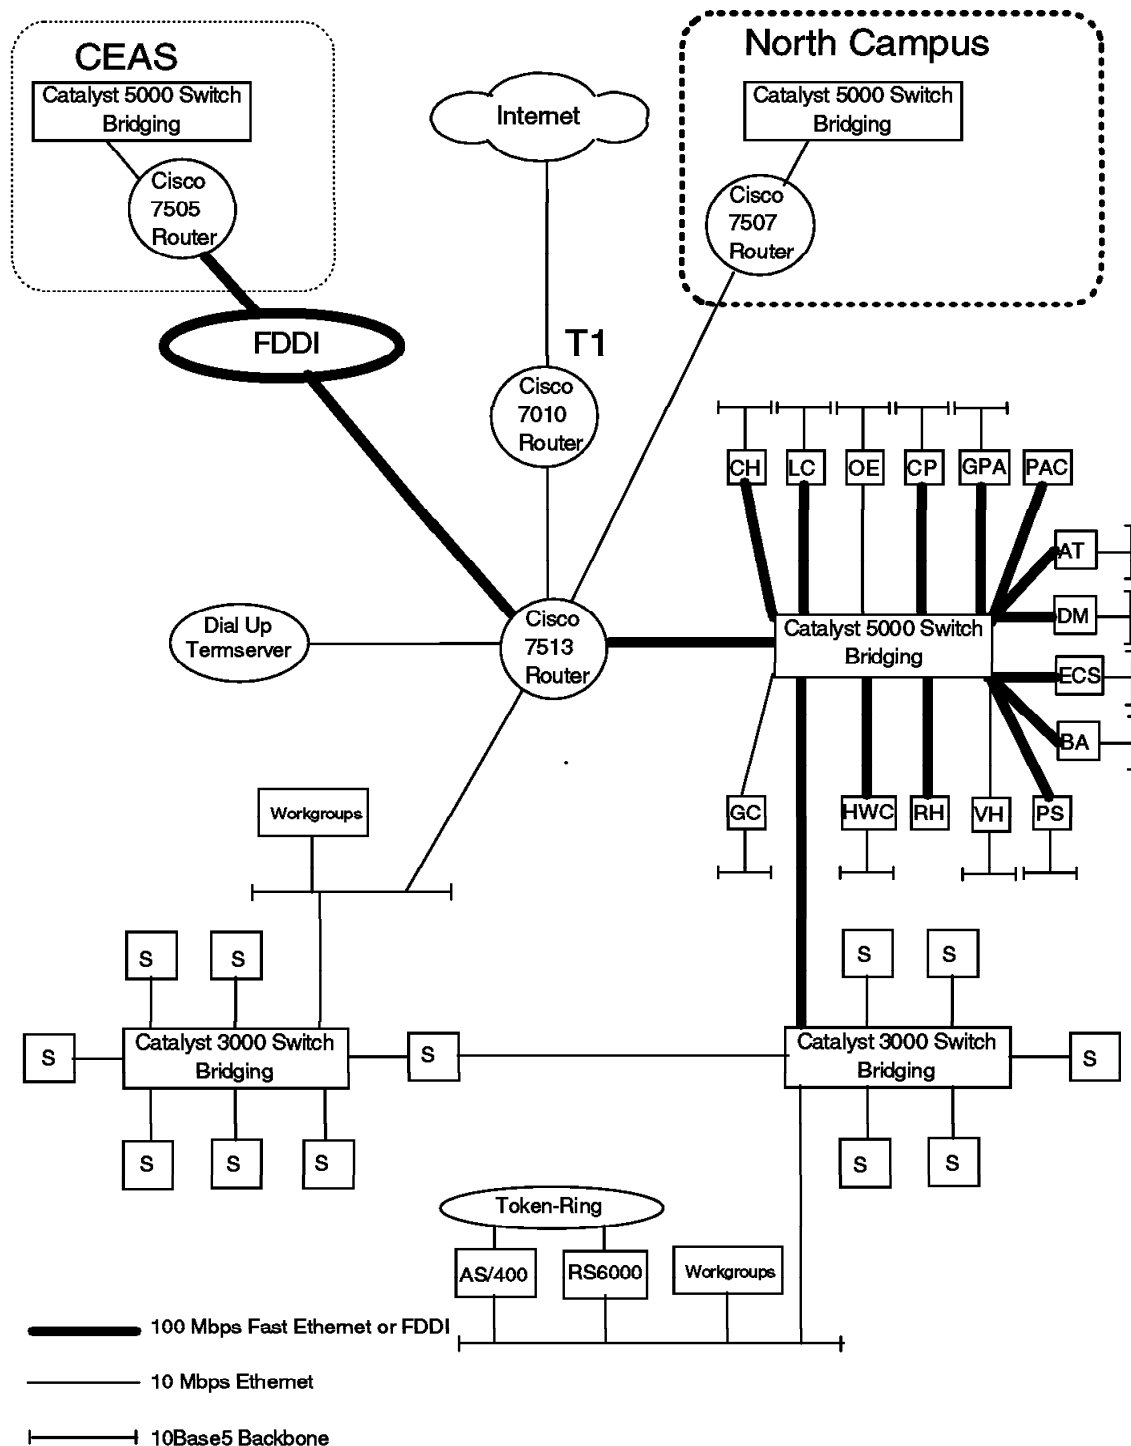 CEAS
Catalyst 5000 Switch
Bridging
Cisco
7505
Router
FDDI
Internet
T1
Cisco
7010
Router
North Campus
Catalyst 5000 Switch
Bridging
Cisco
7507
Router
CH
LC
OE
CP
GPA
PAC
AT
DM
ECS
BA
Dial Up
Termserver
Cisco
7513
Router
Catalyst 5000 Switch
Bridging
GC
HWC
RH
VH
PS
Workgroups
S
S
S
Catalyst 3000 Switch
Bridging
S
S
S
S
S
S
Catalyst 3000 Switch
Bridging
S
S
S
Token-Ring
AS/400
RS6000
Workgroups
100 Mbps Fast Ethernet or FDDI
10 Mbps Ethernet
10Base5 Backbone